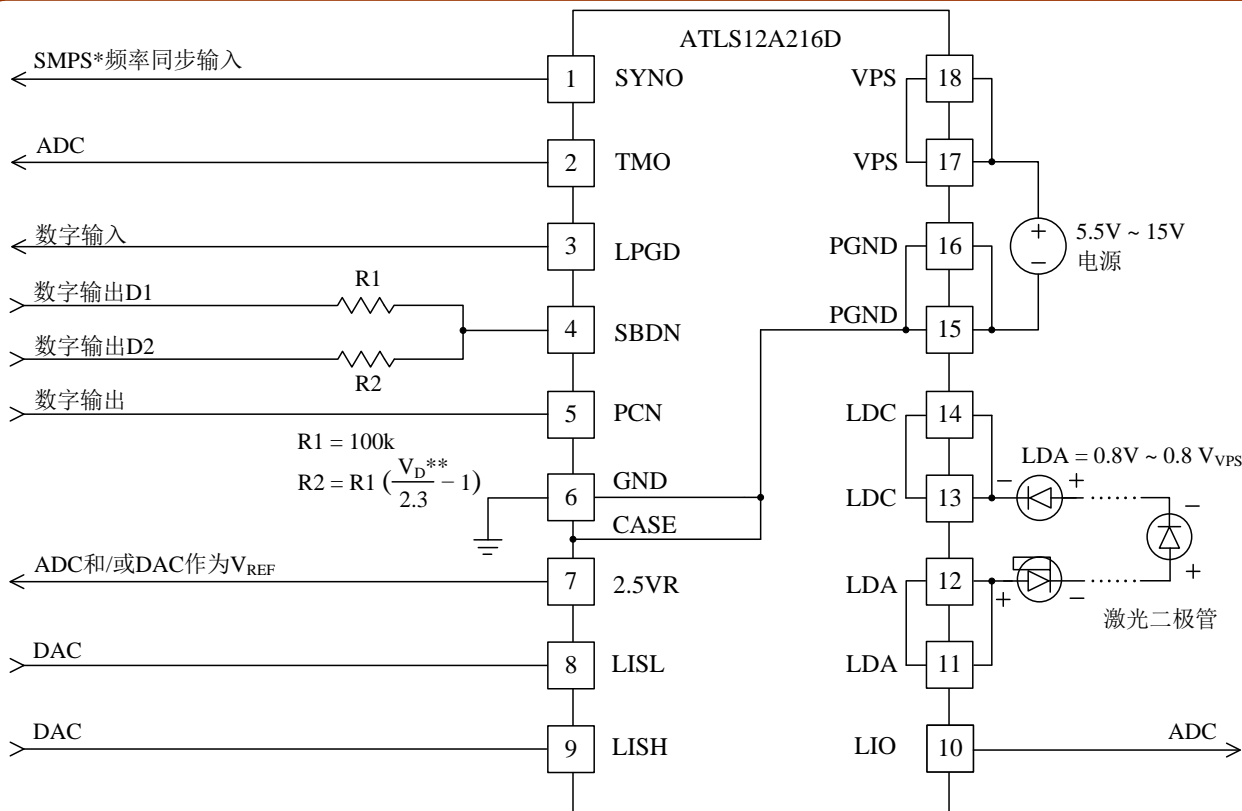 ATLS12A216D
SMPS*频率同步输入
1 SYNO
ADC
2 TMO
数字输入
3 LPGD
数字输出D1
R1
数字输出D2
R2
4 SBDN
数字输出
5 PCN
R1 = 100k
R2 = R1 (V_D**/2.3 − 1)
6 GND
CASE
ADC和/或DAC作为V_REF
7 2.5VR
DAC
8 LISL
DAC
9 LISH
VPS 18
VPS 17
+
−
5.5V ~ 15V
电源
PGND 16
PGND 15
LDC 14
LDA = 0.8V ~ 0.8 V_VPS
LDC 13
− +
−
+
LDA 12
+ −
激光二极管
LDA 11
LIO 10
ADC